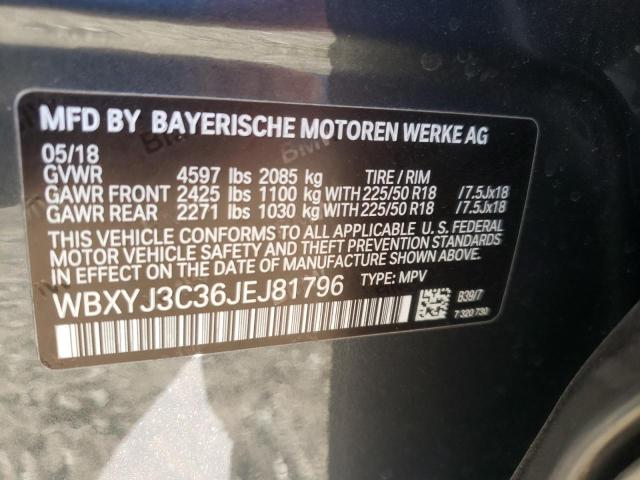 MFD BY BAYERISCHE MOTOREN WERKE AG
05/18
GVWR 4597 lbs 2085 kg TIRE / RIM
GAWR FRONT 2425 lbs 1100 kg WITH 225/50 R18 /7.5Jx18
GAWR REAR 2271 lbs 1030 kg WITH 225/50 R18 /7.5Jx18
THIS VEHICLE CONFORMS TO ALL APPLICABLE U.S. FEDERAL
MOTOR VEHICLE SAFETY AND THEFT PREVENTION STANDARDS
IN EFFECT ON THE DATE OF MANUFACTURE SHOWN ABOVE.
WBXYJ3C36JEJ81796 TYPE: MPV
B39/7
7 320 730